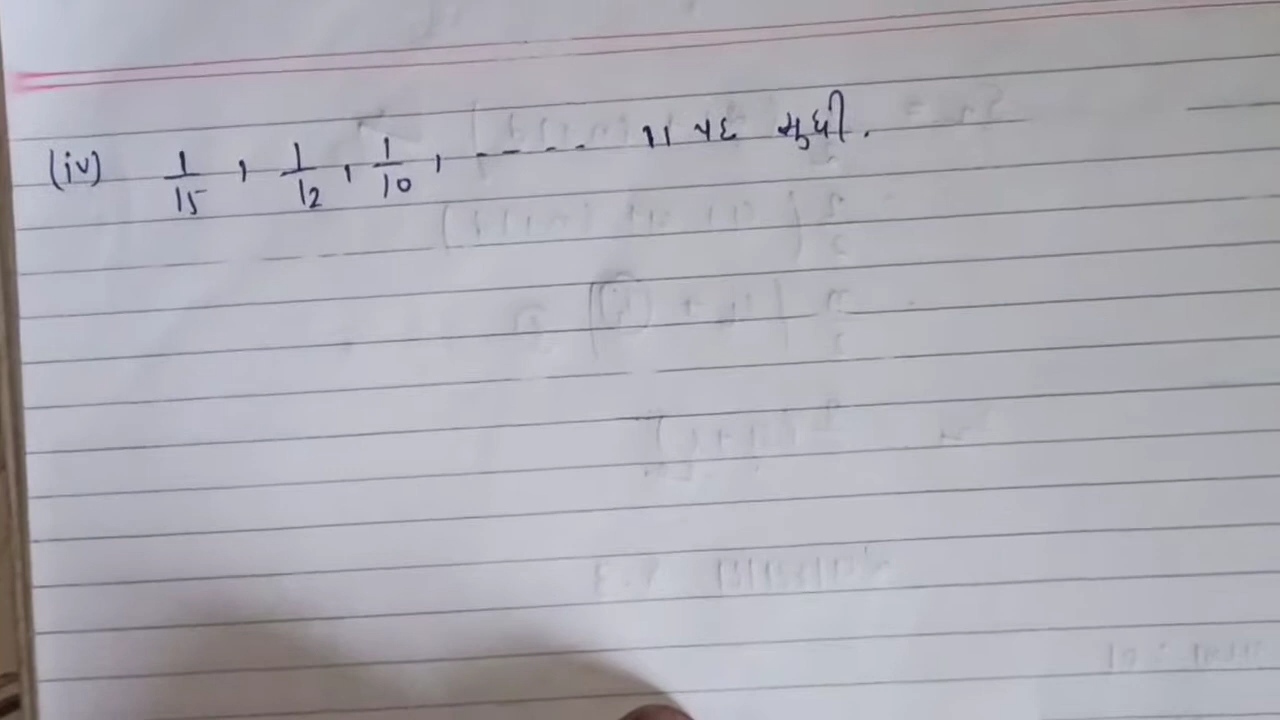 (iv) 1/15, 1/12, 1/10, ----- 11 પદ સુધી.